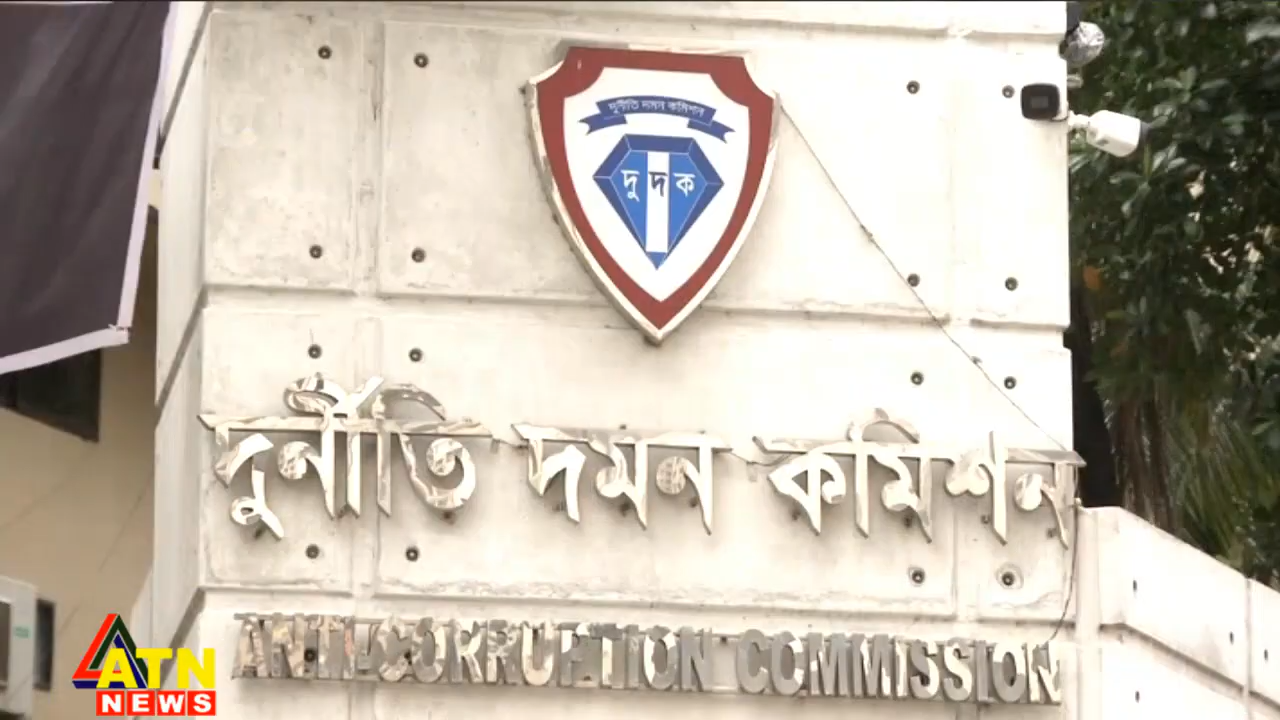 দুর্নীতি দমন কমিশন
দুদক
দুর্নীতি দমন কমিশন
ANTI-CORRUPTION COMMISSION
ATN
NEWS